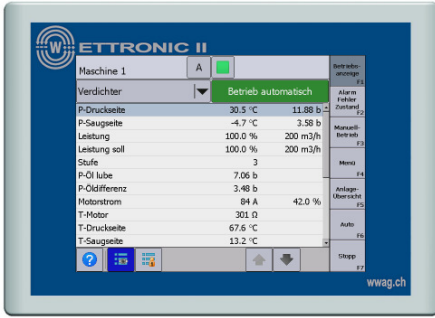 W ETTRONIC II
Maschine 1
A
Verdichter
Betrieb automatisch
P-Druckseite 30.5 °C 11.88 b
P-Saugseite -4.7 °C 3.58 b
Leistung 100.0 % 200 m3/h
Leistung soll 100.0 % 200 m3/h
Stufe 3
P-Öl lube 7.06 b
P-Öldifferenz 3.48 b
Motorstrom 84 A 42.0 %
T-Motor 301 Ω
T-Druckseite 67.6 °C
T-Saugseite 13.2 °C
?
Betriebs-
anzeige
F1
Alarm
Fehler
Zustand
F2
Manuell-
Betrieb
F3
Menü
F4
Anlage-
Übersicht
F5
Auto
F6
Stopp
F7
wwag.ch